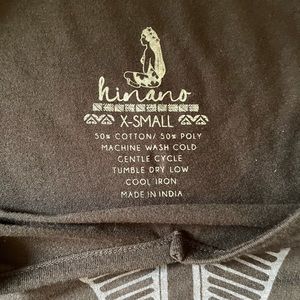 hinano
X-SMALL
50% COTTON/ 50% POLY
MACHINE WASH COLD
GENTLE CYCLE
TUMBLE DRY LOW
COOL IRON
MADE IN INDIA